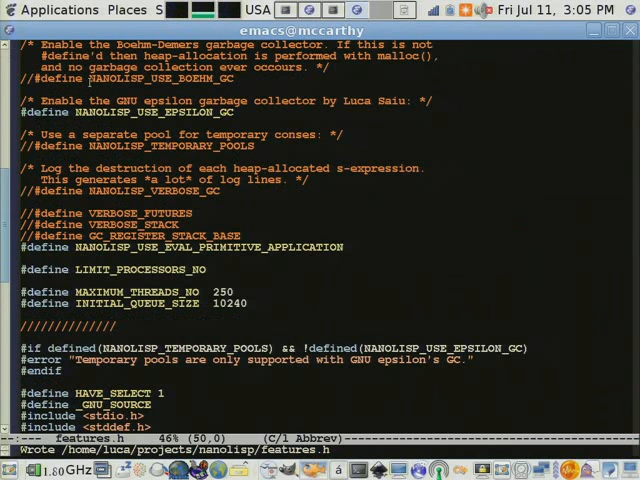 Applications Places S USA Fri Jul 11, 3:05 PM
emacs@mccarthy
/* Enable the Boehm-Demers garbage collector. If this is not
#define'd then heap-allocation is performed with malloc(),
and no garbage collection ever occours. */
//#define NANOLISP_USE_BOEHM_GC
/* Enable the GNU epsilon garbage collector by Luca Saiu: */
#define NANOLISP_USE_EPSILON_GC
/* Use a separate pool for temporary conses: */
//#define NANOLISP_TEMPORARY_POOLS
/* Log the destruction of each heap-allocated s-expression.
This generates *a lot* of log lines. */
//#define NANOLISP_VERBOSE_GC
//#define VERBOSE_FUTURES
//#define VERBOSE_STACK
//#define GC_REGISTER_STACK_BASE
#define NANOLISP_USE_EVAL_PRIMITIVE_APPLICATION
#define LIMIT_PROCESSORS_NO
#define MAXIMUM_THREADS_NO 250
#define INITIAL_QUEUE_SIZE 10240
//////////////
#if defined(NANOLISP_TEMPORARY_POOLS) && !defined(NANOLISP_USE_EPSILON_GC)
#error "Temporary pools are only supported with GNU epsilon's GC."
#endif
#define HAVE_SELECT 1
#define _GNU_SOURCE
#include <stdio.h>
#include <stddef.h>
--:--- features.h 46% (50,0) (C/l Abbrev)
Wrote /home/luca/projects/nanolisp/features.h
1.80 GHz á